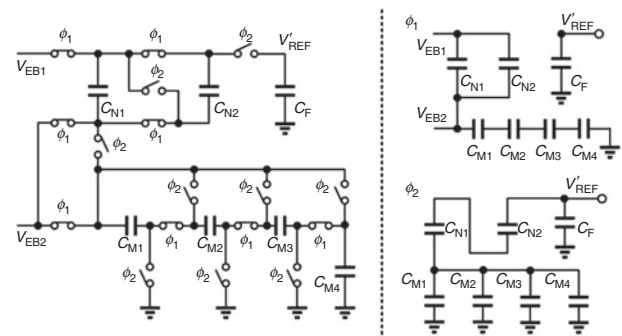 ϕ1 ϕ1 ϕ2 V′REF
VEB1
ϕ2
CN1 CN2 CF
ϕ1 ϕ1
ϕ2
ϕ2 ϕ2 ϕ2
ϕ1
VEB2
CM1 ϕ1 CM2 ϕ1 CM3 ϕ1
ϕ2 ϕ2 ϕ2 CM4
ϕ1
VEB1 V′REF
CN1 CN2 CF
VEB2
CM1 CM2 CM3 CM4
ϕ2
V′REF
CN1 CN2 CF
CM1 CM2 CM3 CM4